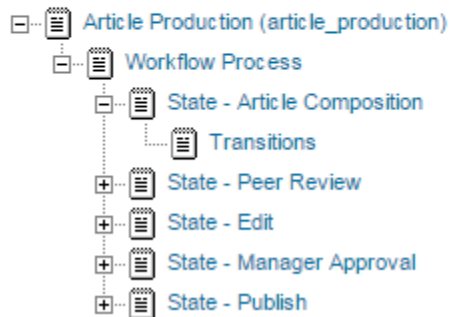 Article Production (article_production)
Workflow Process
State - Article Composition
Transitions
State - Peer Review
State - Edit
State - Manager Approval
State - Publish